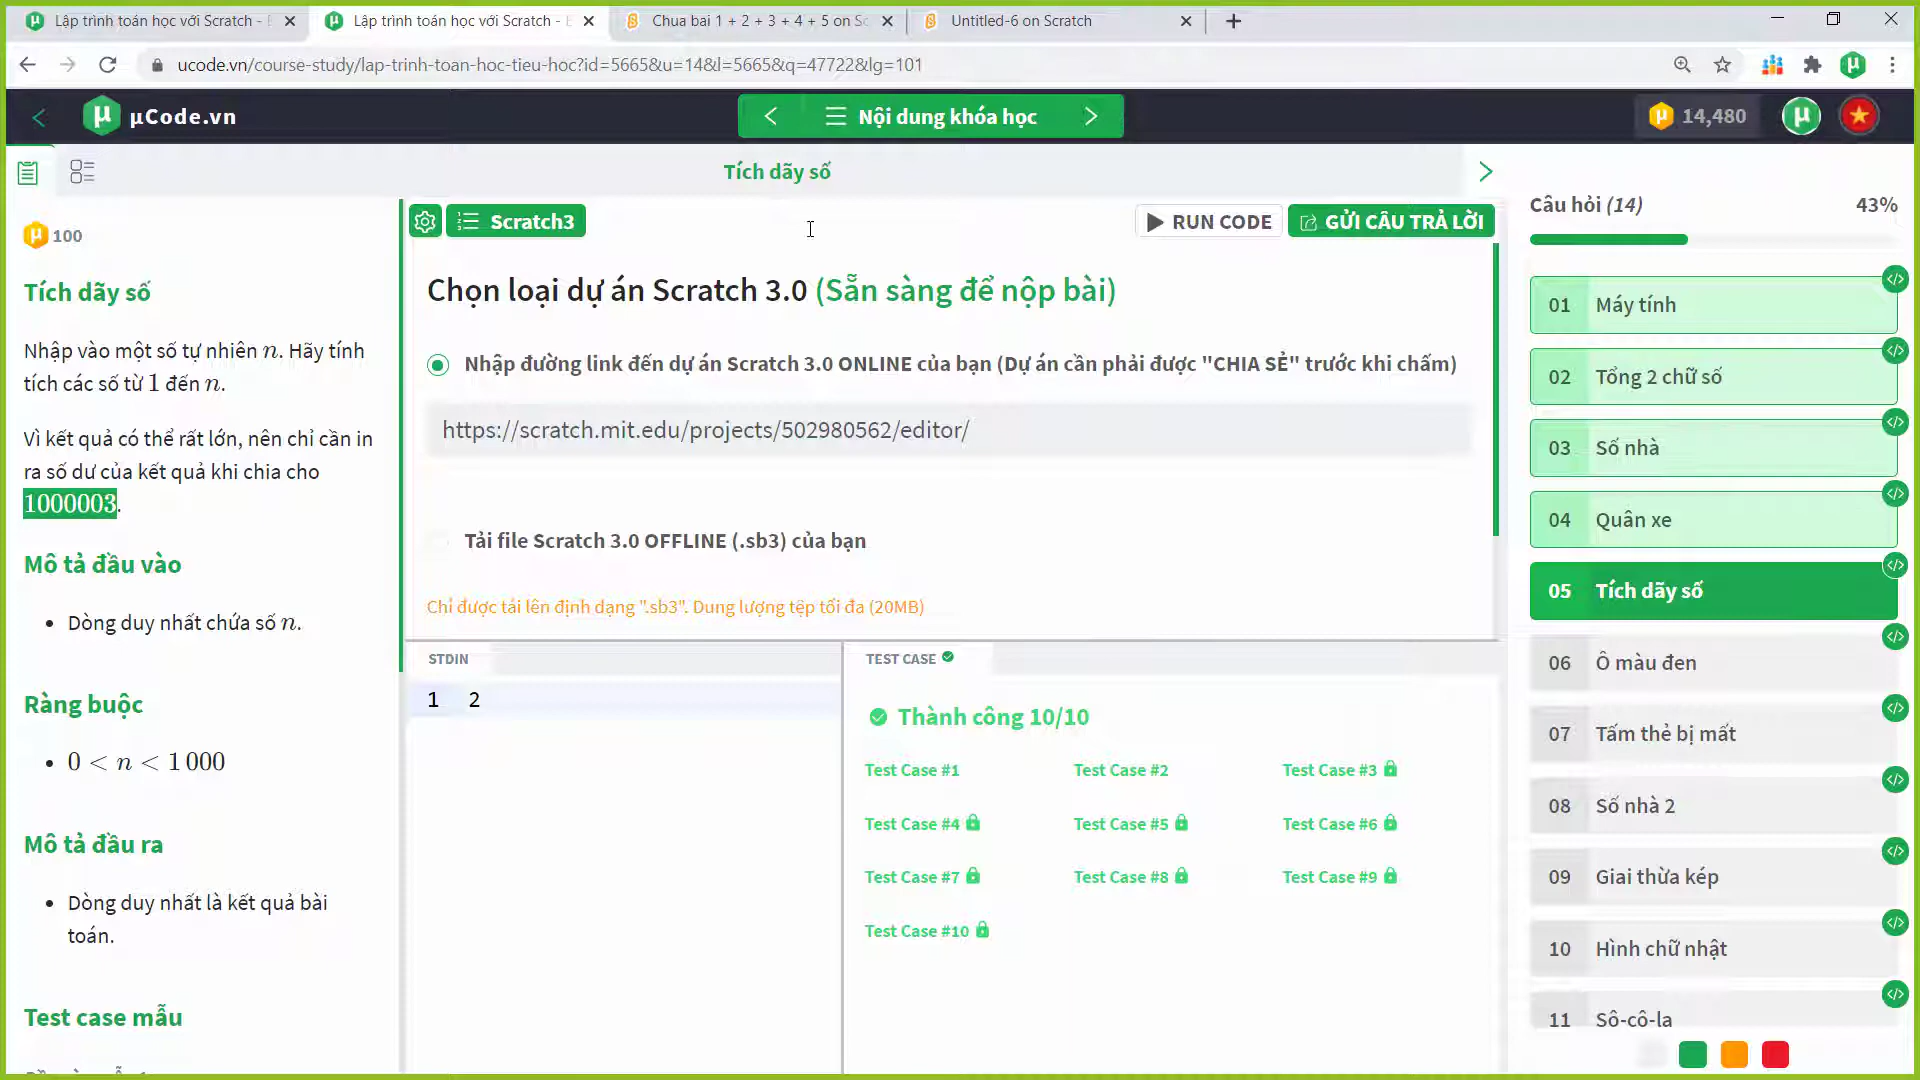 Lập trình toán học với Scratch -
Lập trình toán học với Scratch -
Chua bai 1 + 2 + 3 + 4 + 5 on Sc
Untitled-6 on Scratch
ucode.vn/course-study/lap-trinh-toan-hoc-tieu-hoc?id=5665&u=14&l=5665&q=47722&lg=101
µCode.vn
Nội dung khóa học
14,480
Tích dãy số
100
Tích dãy số
Nhập vào một số tự nhiên n. Hãy tính
tích các số từ 1 đến n.
Vì kết quả có thể rất lớn, nên chỉ cần in
ra số dư của kết quả khi chia cho
1000003.
Mô tả đầu vào
• Dòng duy nhất chứa số n.
Ràng buộc
• 0 < n < 1 000
Mô tả đầu ra
• Dòng duy nhất là kết quả bài
toán.
Test case mẫu
Scratch3
RUN CODE
GỬI CÂU TRẢ LỜI
Chọn loại dự án Scratch 3.0 (Sẵn sàng để nộp bài)
Nhập đường link đến dự án Scratch 3.0 ONLINE của bạn (Dự án cần phải được "CHIA SẺ" trước khi chấm)
https://scratch.mit.edu/projects/502980562/editor/
Tải file Scratch 3.0 OFFLINE (.sb3) của bạn
Chỉ được tải lên định dạng ".sb3". Dung lượng tệp tối đa (20MB)
STDIN
1 2
TEST CASE
Thành công 10/10
Test Case #1
Test Case #2
Test Case #3
Test Case #4
Test Case #5
Test Case #6
Test Case #7
Test Case #8
Test Case #9
Test Case #10
Câu hỏi (14)
43%
01 Máy tính
02 Tổng 2 chữ số
03 Số nhà
04 Quân xe
05 Tích dãy số
06 Ô màu đen
07 Tấm thẻ bị mất
08 Số nhà 2
09 Giai thừa kép
10 Hình chữ nhật
11 Sô-cô-la